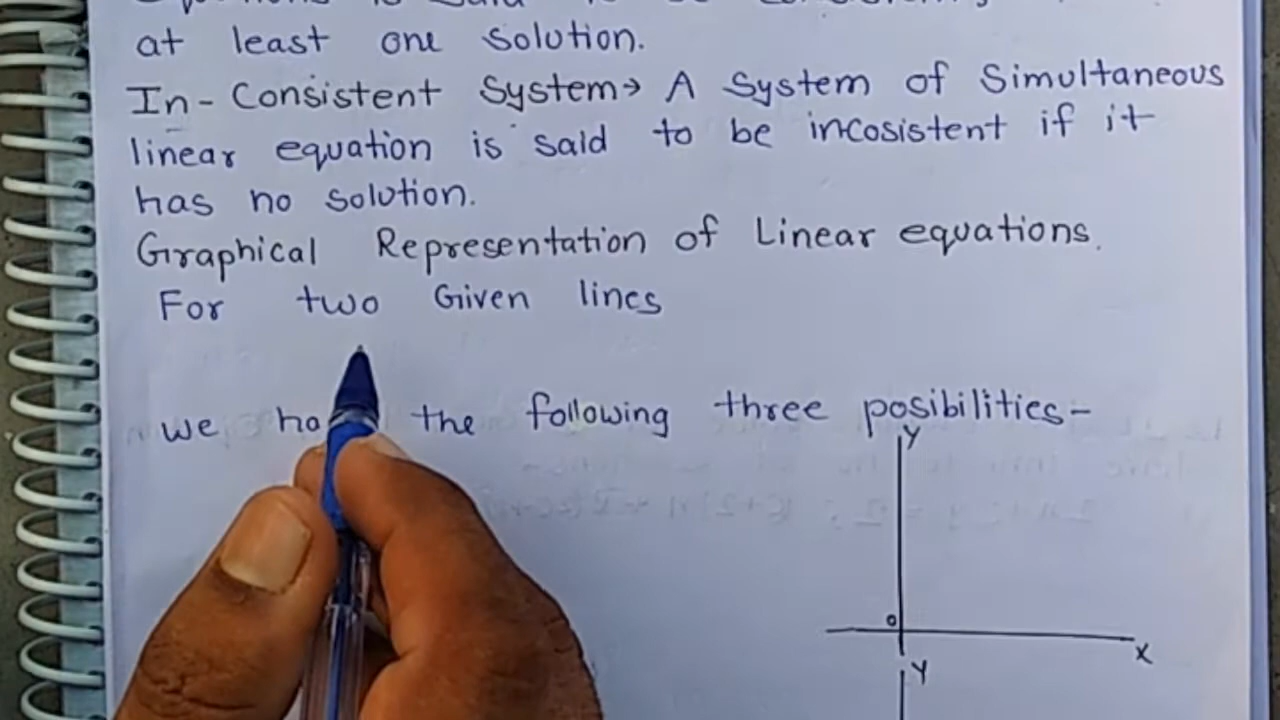 at least one solution.
In-Consistent System→ A System of Simultaneous
linear equation is said to be incosistent if it
has no solution.
Graphical Representation of Linear equations.
For two Given lines
we the following three posibilities-
Y
O
X
Y